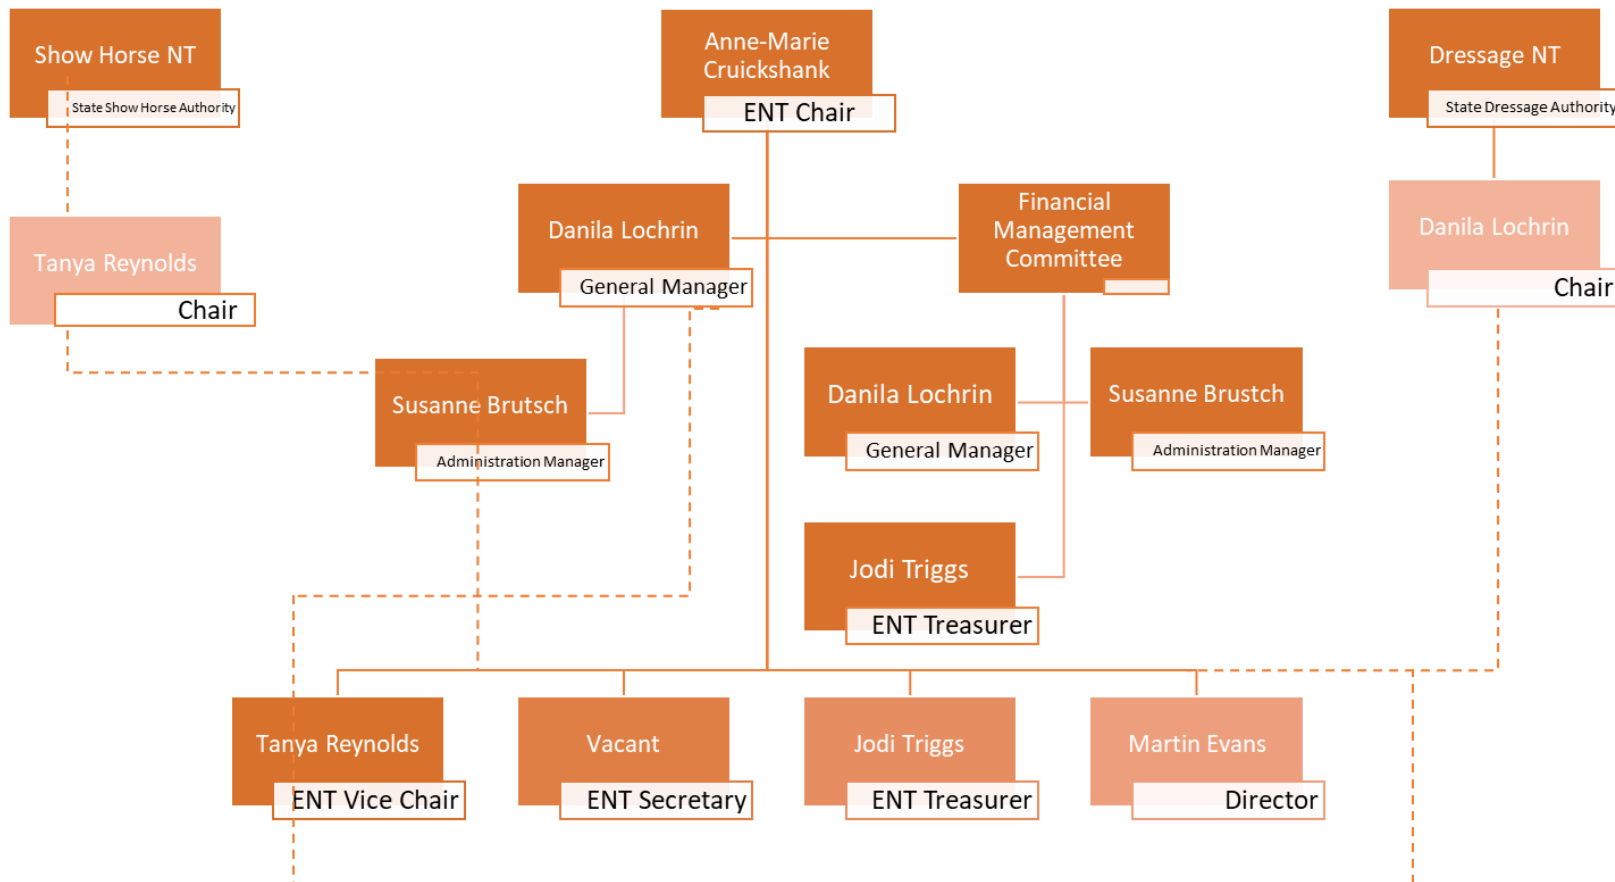 Show Horse NT
State Show Horse Authority
Anne-Marie
Cruickshank
ENT Chair
Dressage NT
State Dressage Authority
Tanya Reynolds
Chair
Danila Lochrin
General Manager
Financial
Management
Committee
Danila Lochrin
Chair
Susanne Brutsch
Administration Manager
Danila Lochrin
General Manager
Susanne Brustch
Administration Manager
Jodi Triggs
ENT Treasurer
Tanya Reynolds
ENT Vice Chair
Vacant
ENT Secretary
Jodi Triggs
ENT Treasurer
Martin Evans
Director